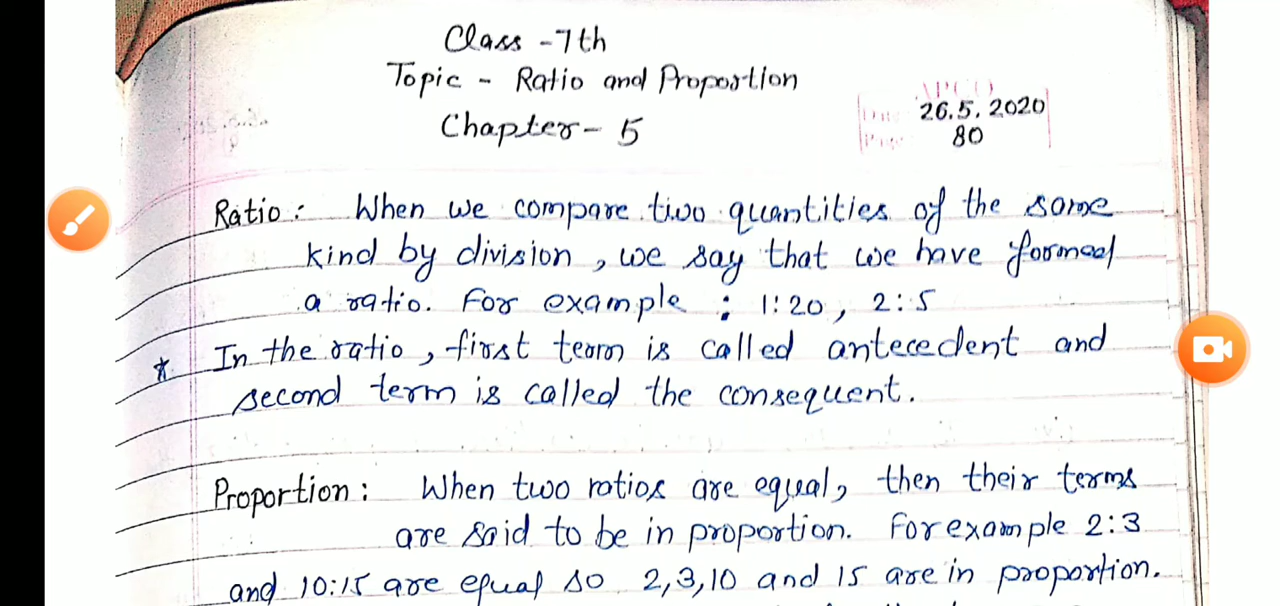 Class - 7th
Topic - Ratio and Proportion
Chapter - 5
APCO
Date: 26.5.2020
Page: 80
Ratio : When we compare two quantities of the same
kind by division, we say that we have formed
a ratio. For example : 1:20, 2:5
* In the ratio, first term is called antecedent and
second term is called the consequent.
Proportion : When two ratios are equal, then their terms
are said to be in proportion. For example 2:3
and 10:15 are equal so 2,3,10 and 15 are in proportion.